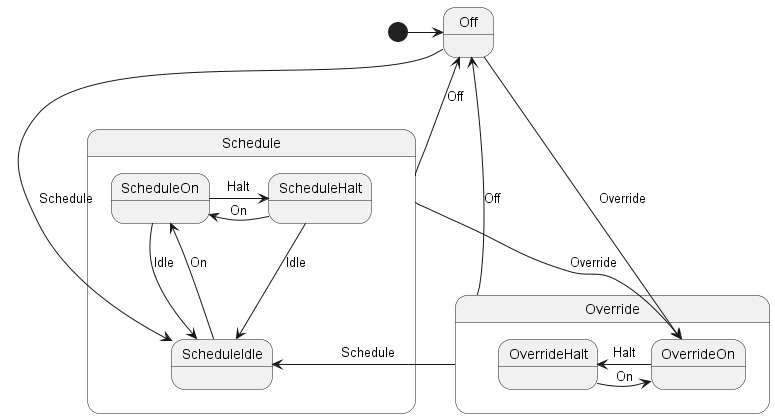 Off
Off
Schedule
ScheduleOn
Halt
ScheduleHalt
On
Schedule
Off
Override
Idle
On
Idle
Override
Override
ScheduleIdle
Schedule
OverrideHalt
Halt
OverrideOn
On